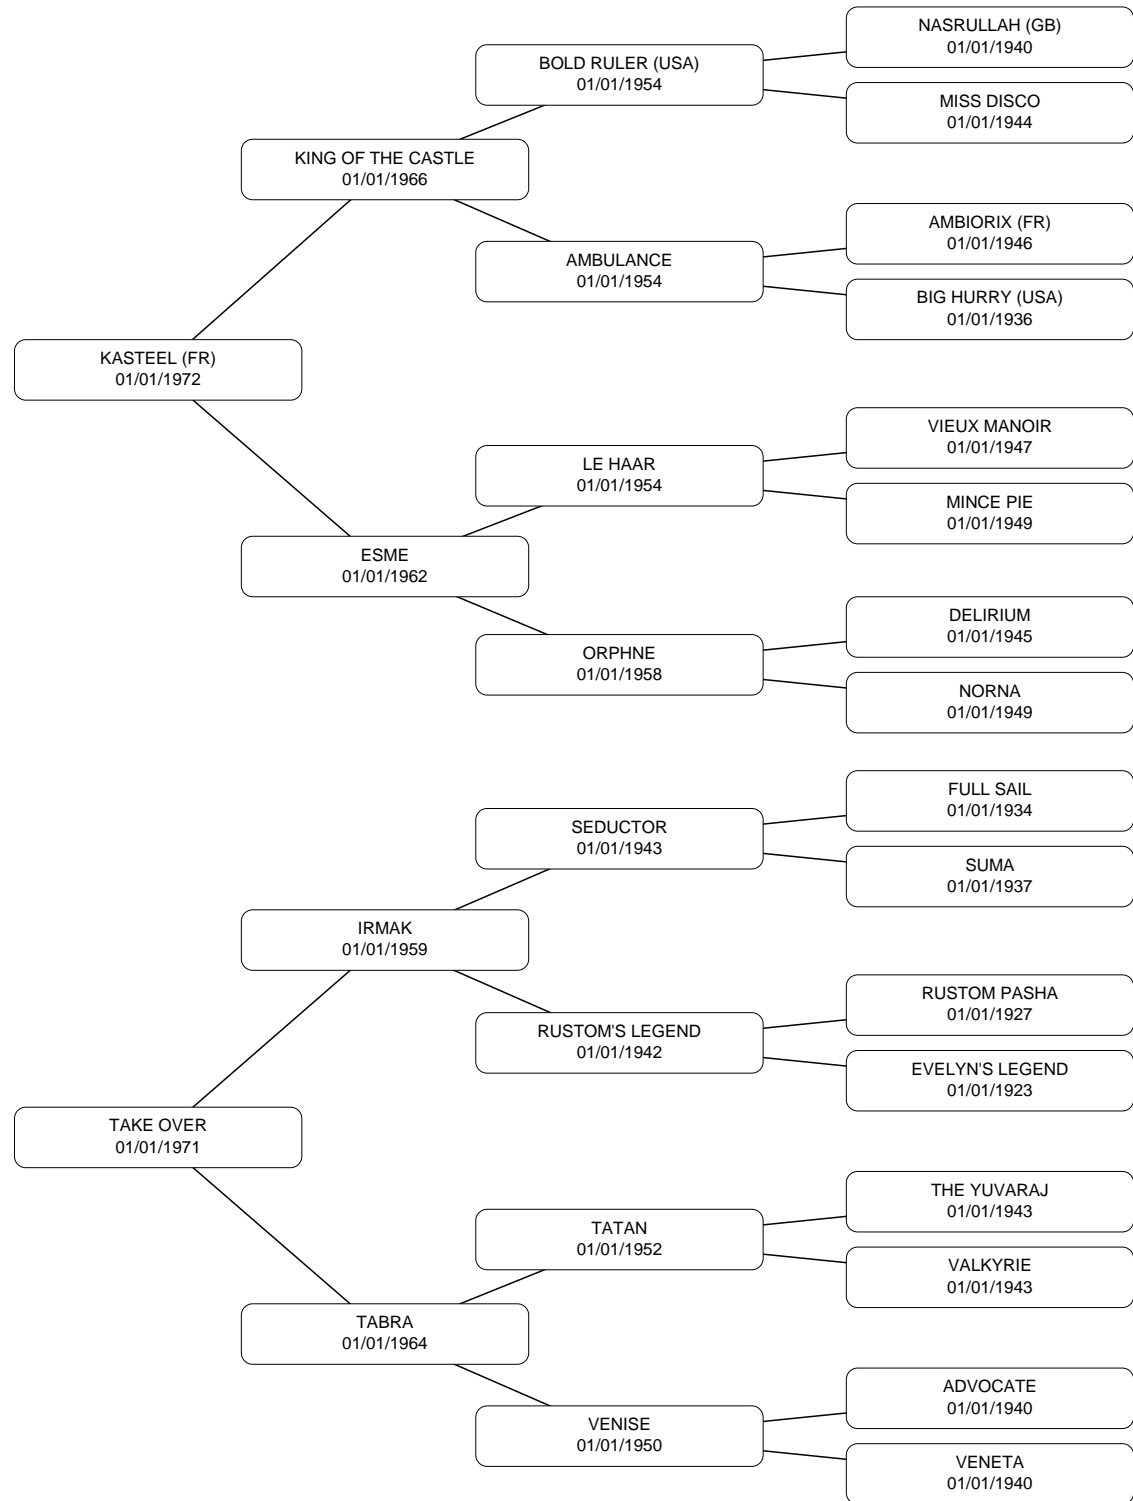 NASRULLAH (GB)
01/01/1940
BOLD RULER (USA)
01/01/1954
MISS DISCO
01/01/1944
KING OF THE CASTLE
01/01/1966
AMBIORIX (FR)
01/01/1946
AMBULANCE
01/01/1954
BIG HURRY (USA)
01/01/1936
KASTEEL (FR)
01/01/1972
VIEUX MANOIR
01/01/1947
LE HAAR
01/01/1954
MINCE PIE
01/01/1949
ESME
01/01/1962
DELIRIUM
01/01/1945
ORPHNE
01/01/1958
NORNA
01/01/1949
FULL SAIL
01/01/1934
SEDUCTOR
01/01/1943
SUMA
01/01/1937
IRMAK
01/01/1959
RUSTOM PASHA
01/01/1927
RUSTOM'S LEGEND
01/01/1942
EVELYN'S LEGEND
01/01/1923
TAKE OVER
01/01/1971
THE YUVARAJ
01/01/1943
TATAN
01/01/1952
VALKYRIE
01/01/1943
TABRA
01/01/1964
ADVOCATE
01/01/1940
VENISE
01/01/1950
VENETA
01/01/1940